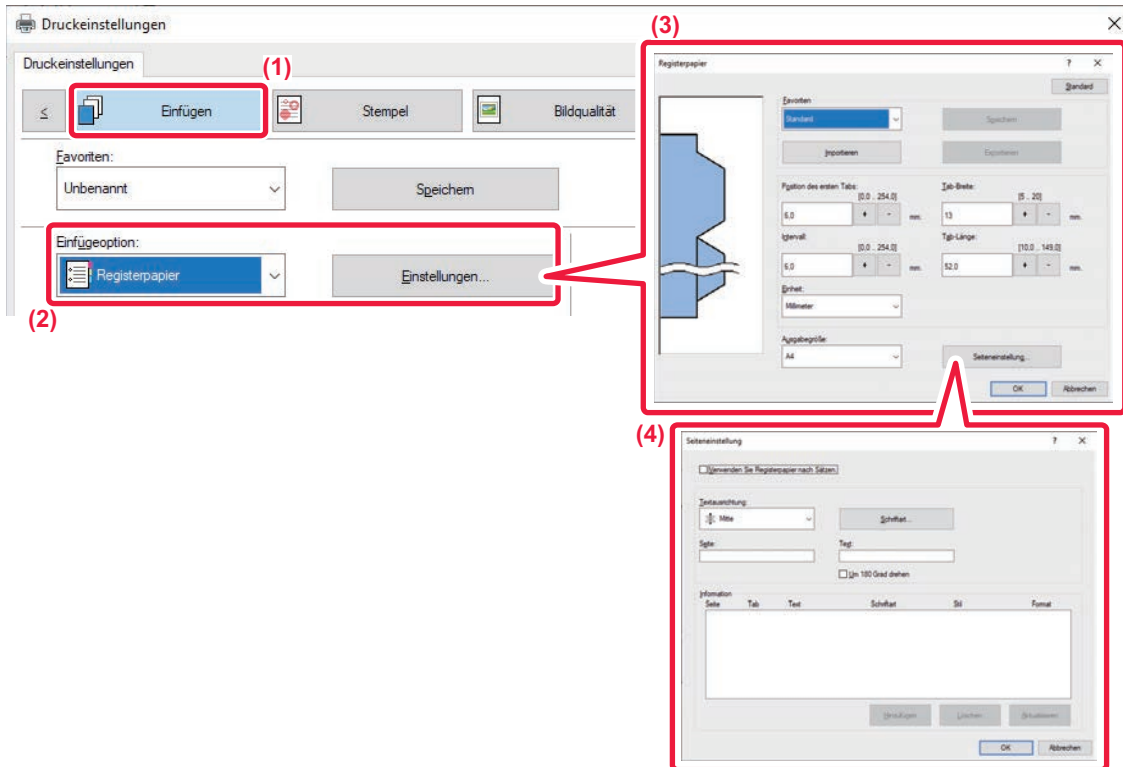 Druckeinstellungen
Druckeinstellungen
(1)
≤ Einfügen Stempel Bildqualität
Favoriten:
Unbenannt Speichern
Einfügeoption:
Registerpapier Einstellungen...
(2)
(3)
Registerpapier ? X
Standard
Favoriten
Standard Speichern
Importieren Exportieren
Position des ersten Tabs: Tab-Breite:
[0,0 .. 254,0] [5 .. 20]
6,0 + - mm. 13 + - mm.
Intervall: Tab-Länge:
[0,0 .. 254,0] [10,0 .. 149,0]
6,0 + - mm. 52,0 + - mm.
Einheit:
Millimeter
Ausgabegröße:
A4 Seiteneinstellung...
OK Abbrechen
(4)
Seiteneinstellung ? X
Verwenden Sie Registerpapier nach Sätzen.
Textausrichtung:
Mitte Schriftart...
Seite: Text:
Um 180 Grad drehen
Information
Seite Tab Text Schriftart Stil Format
Hinzufügen Löschen Aktualisieren
OK Abbrechen